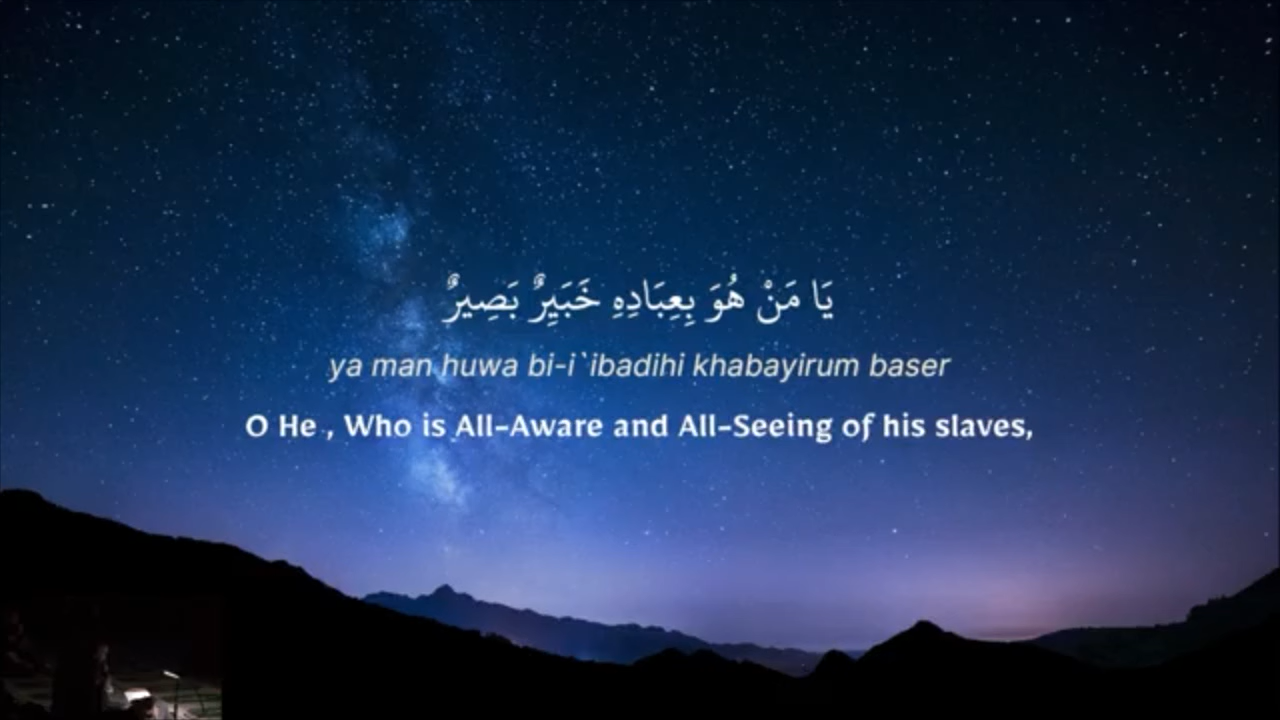 يَا مَنْ هُوَ بِعِبَادِهِ خَبَيِرٌ بَصِيرٌ
ya man huwa bi-i`ibadihi khabayirum baser
O He , Who is All-Aware and All-Seeing of his slaves,